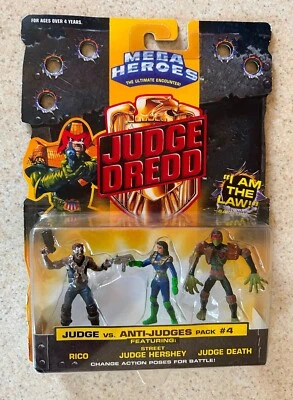 FOR AGES OVER 4 YEARS.
MEGA
HEROES
THE ULTIMATE ENCOUNTER!
JUDGE
DREDD
"I AM
THE
LAW!"
JUDGE VS. ANTI-JUDGES PACK #4
FEATURING:
RICO
STREET
JUDGE HERSHEY
JUDGE DEATH
CHANGE ACTION POSES FOR BATTLE!